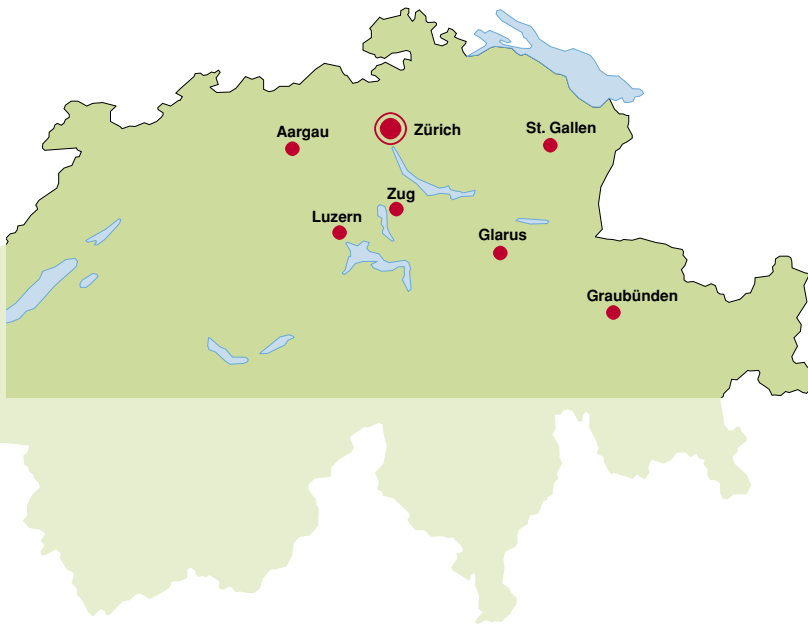 Aargau
Zürich
St. Gallen
Zug
Luzern
Glarus
Graubünden